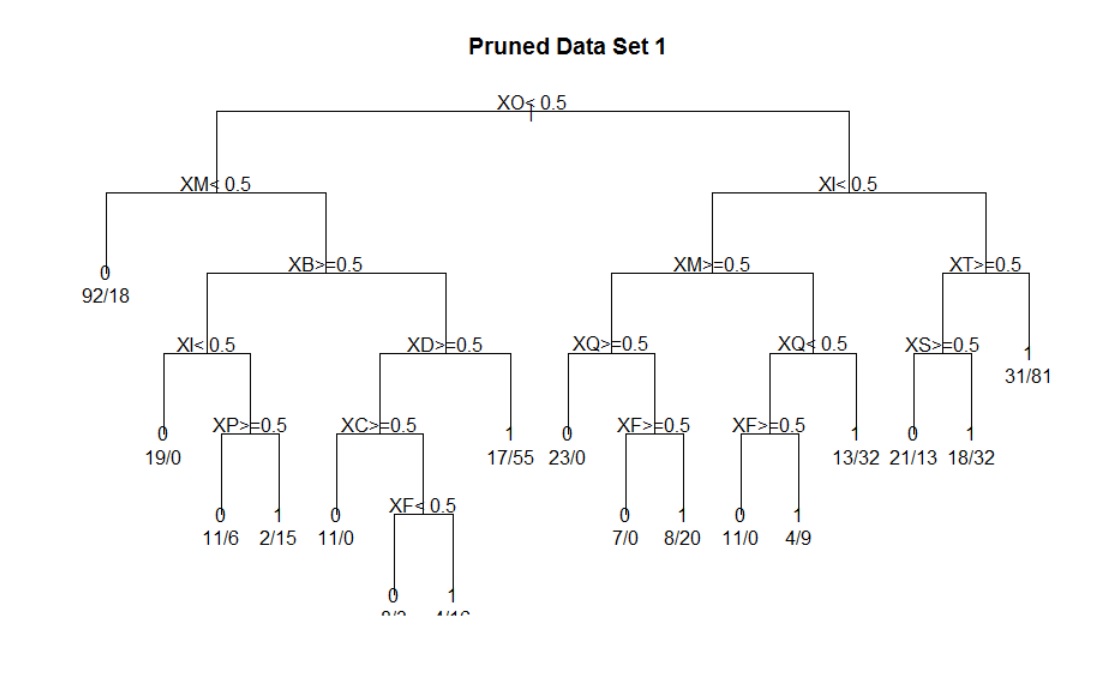 Pruned Data Set 1
XO< 0.5
XM< 0.5 XI< 0.5
0 XB>=0.5 XM>=0.5 XT>=0.5
92/18
XI< 0.5 XD>=0.5 XQ>=0.5 XQ< 0.5 XS>=0.5 1
31/81
0 XP>=0.5 XC>=0.5 1 0 XF>=0.5 XF>=0.5 1 0 1
19/0 17/55 23/0 13/32 21/13 18/32
0 1 0 XF< 0.5 0 1 0 1
11/6 2/15 11/0 7/0 8/20 11/0 4/9
0 1